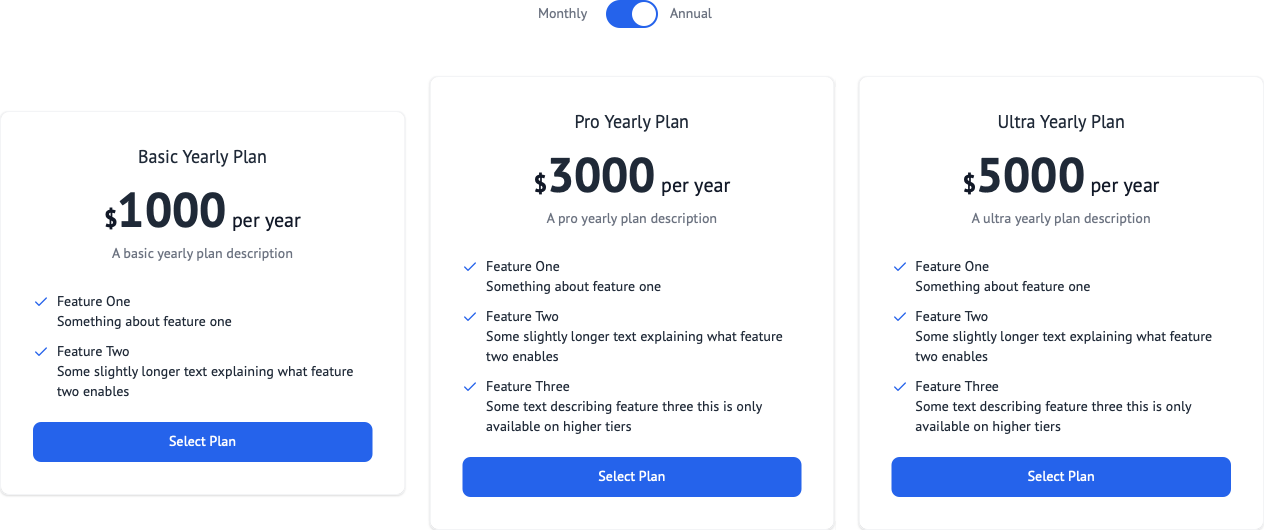 Monthly
Annual
Basic Yearly Plan
$1000 per year
A basic yearly plan description
Feature One
Something about feature one
Feature Two
Some slightly longer text explaining what feature
two enables
Select Plan
Pro Yearly Plan
$3000 per year
A pro yearly plan description
Feature One
Something about feature one
Feature Two
Some slightly longer text explaining what feature
two enables
Feature Three
Some text describing feature three this is only
available on higher tiers
Select Plan
Ultra Yearly Plan
$5000 per year
A ultra yearly plan description
Feature One
Something about feature one
Feature Two
Some slightly longer text explaining what feature
two enables
Feature Three
Some text describing feature three this is only
available on higher tiers
Select Plan